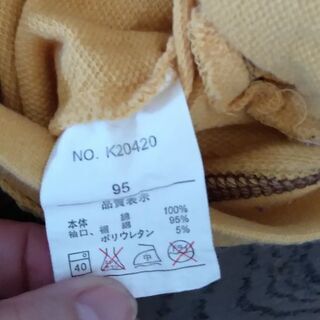 NO. K20420
95
品質表示
本体 綿 100%
袖口、裾 綿 95%
ポリウレタン 5%
40 中